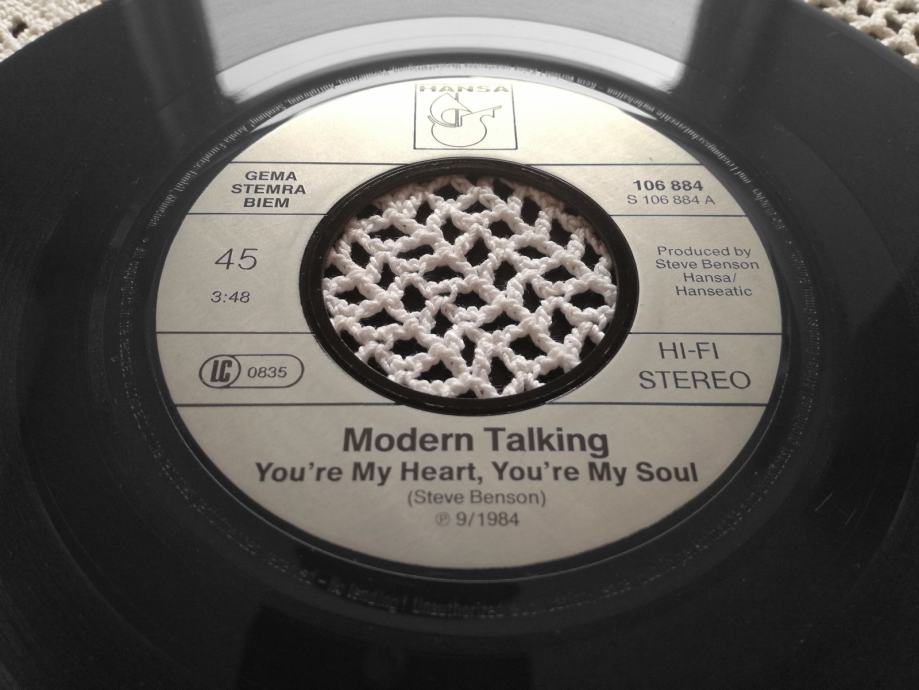 HANSA
GEMA
STEMRA
BIEM
106 884
S 106 884 A
45
3:48
Produced by
Steve Benson
Hansa/
Hanseatic
LC 0835
HI-FI
STEREO
Modern Talking
You're My Heart, You're My Soul
(Steve Benson)
℗ 9/1984